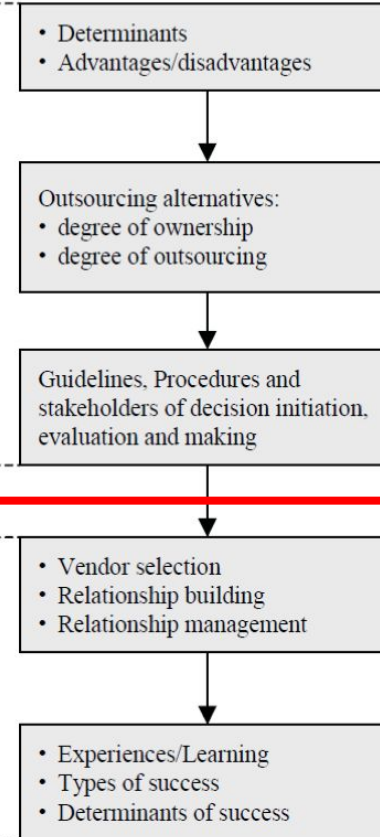 • Determinants
• Advantages/disadvantages
Outsourcing alternatives:
• degree of ownership
• degree of outsourcing
Guidelines, Procedures and
stakeholders of decision initiation,
evaluation and making
• Vendor selection
• Relationship building
• Relationship management
• Experiences/Learning
• Types of success
• Determinants of success